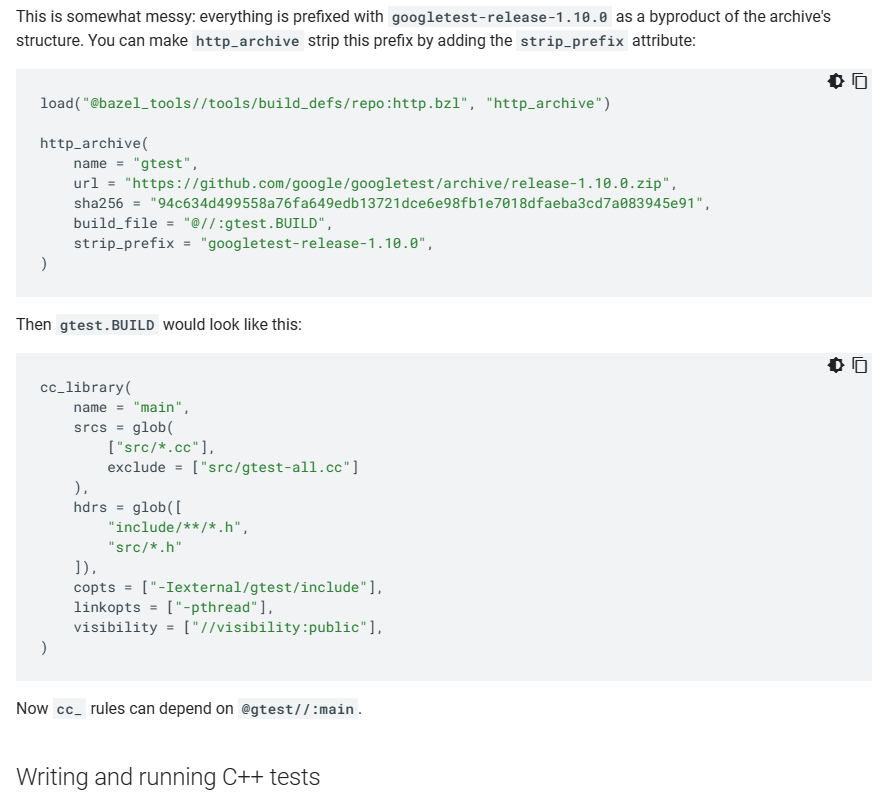 This is somewhat messy: everything is prefixed with googletest-release-1.10.0 as a byproduct of the archive's
structure. You can make http_archive strip this prefix by adding the strip_prefix attribute:
load("@bazel_tools//tools/build_defs/repo:http.bzl", "http_archive")
http_archive(
    name = "gtest",
    url = "https://github.com/google/googletest/archive/release-1.10.0.zip",
    sha256 = "94c634d499558a76fa649edb13721dce6e98fb1e7018dfaeba3cd7a083945e91",
    build_file = "@//:gtest.BUILD",
    strip_prefix = "googletest-release-1.10.0",
)
Then gtest.BUILD would look like this:
cc_library(
    name = "main",
    srcs = glob(
        ["src/*.cc"],
        exclude = ["src/gtest-all.cc"]
    ),
    hdrs = glob([
        "include/**/*.h",
        "src/*.h"
    ]),
    copts = ["-Iexternal/gtest/include"],
    linkopts = ["-pthread"],
    visibility = ["//visibility:public"],
)
Now cc_ rules can depend on @gtest//:main.
Writing and running C++ tests